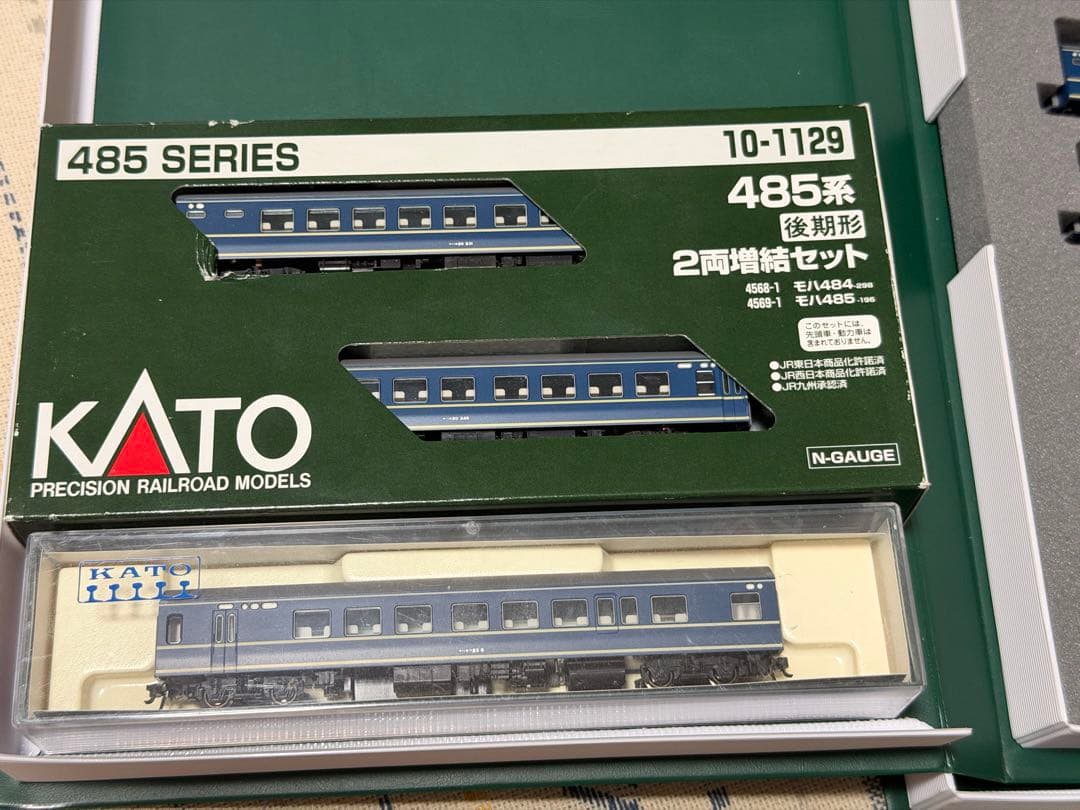 485 SERIES
10-1129
485系
後期形
2両増結セット
4568-1 モハ484-298
4569-1 モハ485-196
このセットには、
先頭車・動力車は
含まれておりません。
●JR東日本商品化許諾済
●JR西日本商品化許諾済
●JR九州承認済
KATO
PRECISION RAILROAD MODELS
N-GAUGE
KATO